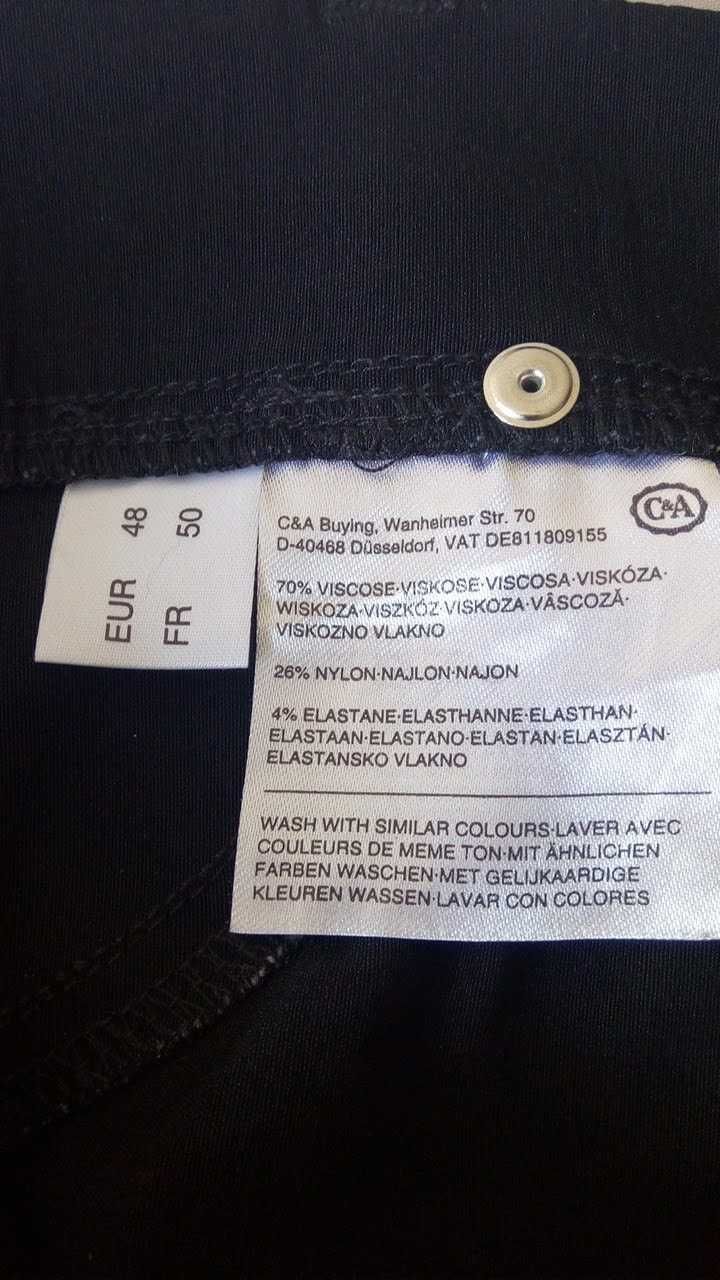 EUR 48
FR 50
C&A
C&A Buying, Wanheimer Str. 70
D-40468 Düsseldorf, VAT DE811809155
70% VISCOSE·VISKOSE·VISCOSA·VISKÓZA·
WISKOZA·VISZKÓZ·VISKOZA·VÂSCOZĂ·
VISKOZNO VLAKNO
26% NYLON·NAJLON·NAJON
4% ELASTANE·ELASTHANNE·ELASTHAN·
ELASTAAN·ELASTANO·ELASTAN·ELASZTÁN·
ELASTANSKO VLAKNO
WASH WITH SIMILAR COLOURS·LAVER AVEC
COULEURS DE MEME TON·MIT ÄHNLICHEN
FARBEN WASCHEN·MET GELIJKAARDIGE
KLEUREN WASSEN·LAVAR CON COLORES